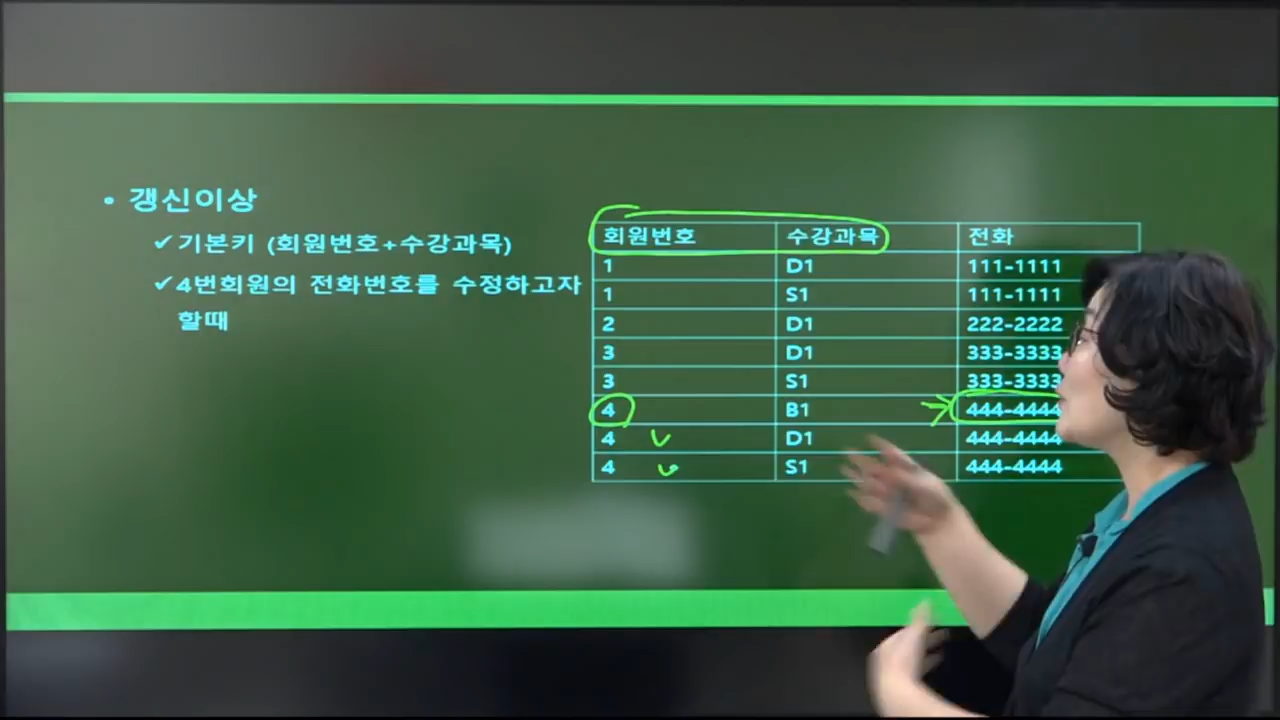 • 갱신이상
✓기본키 (회원번호+수강과목)
✓4번회원의 전화번호를 수정하고자
할때
회원번호 수강과목 전화
1 D1 111-1111
1 S1 111-1111
2 D1 222-2222
3 D1 333-3333
3 S1 333-3333
4 B1 444-4444
4 D1 444-4444
4 S1 444-4444